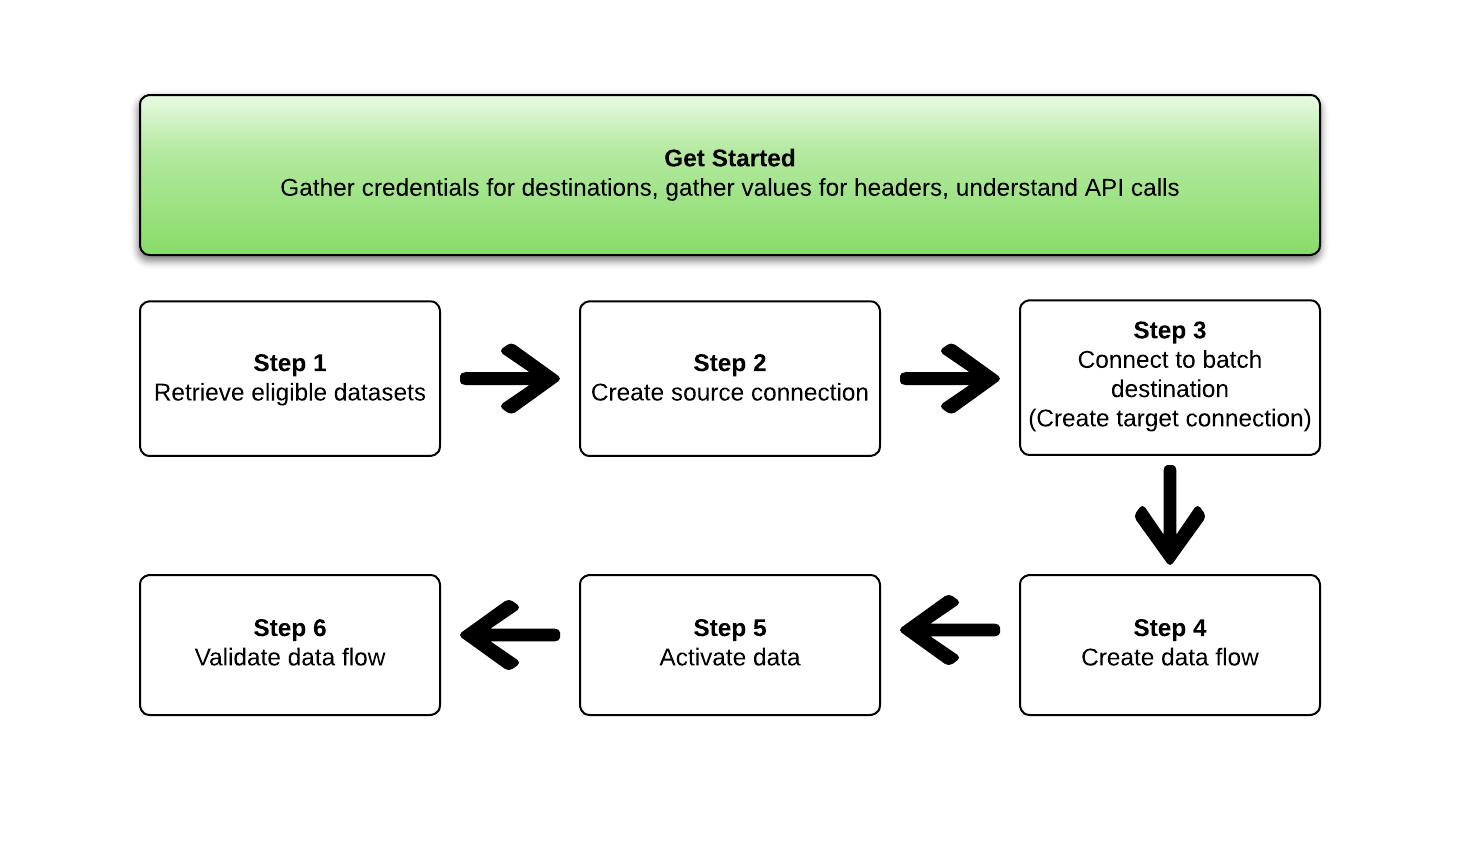 Get Started
Gather credentials for destinations, gather values for headers, understand API calls
Step 1
Retrieve eligible datasets
Step 2
Create source connection
Step 3
Connect to batch
destination
(Create target connection)
Step 4
Create data flow
Step 5
Activate data
Step 6
Validate data flow